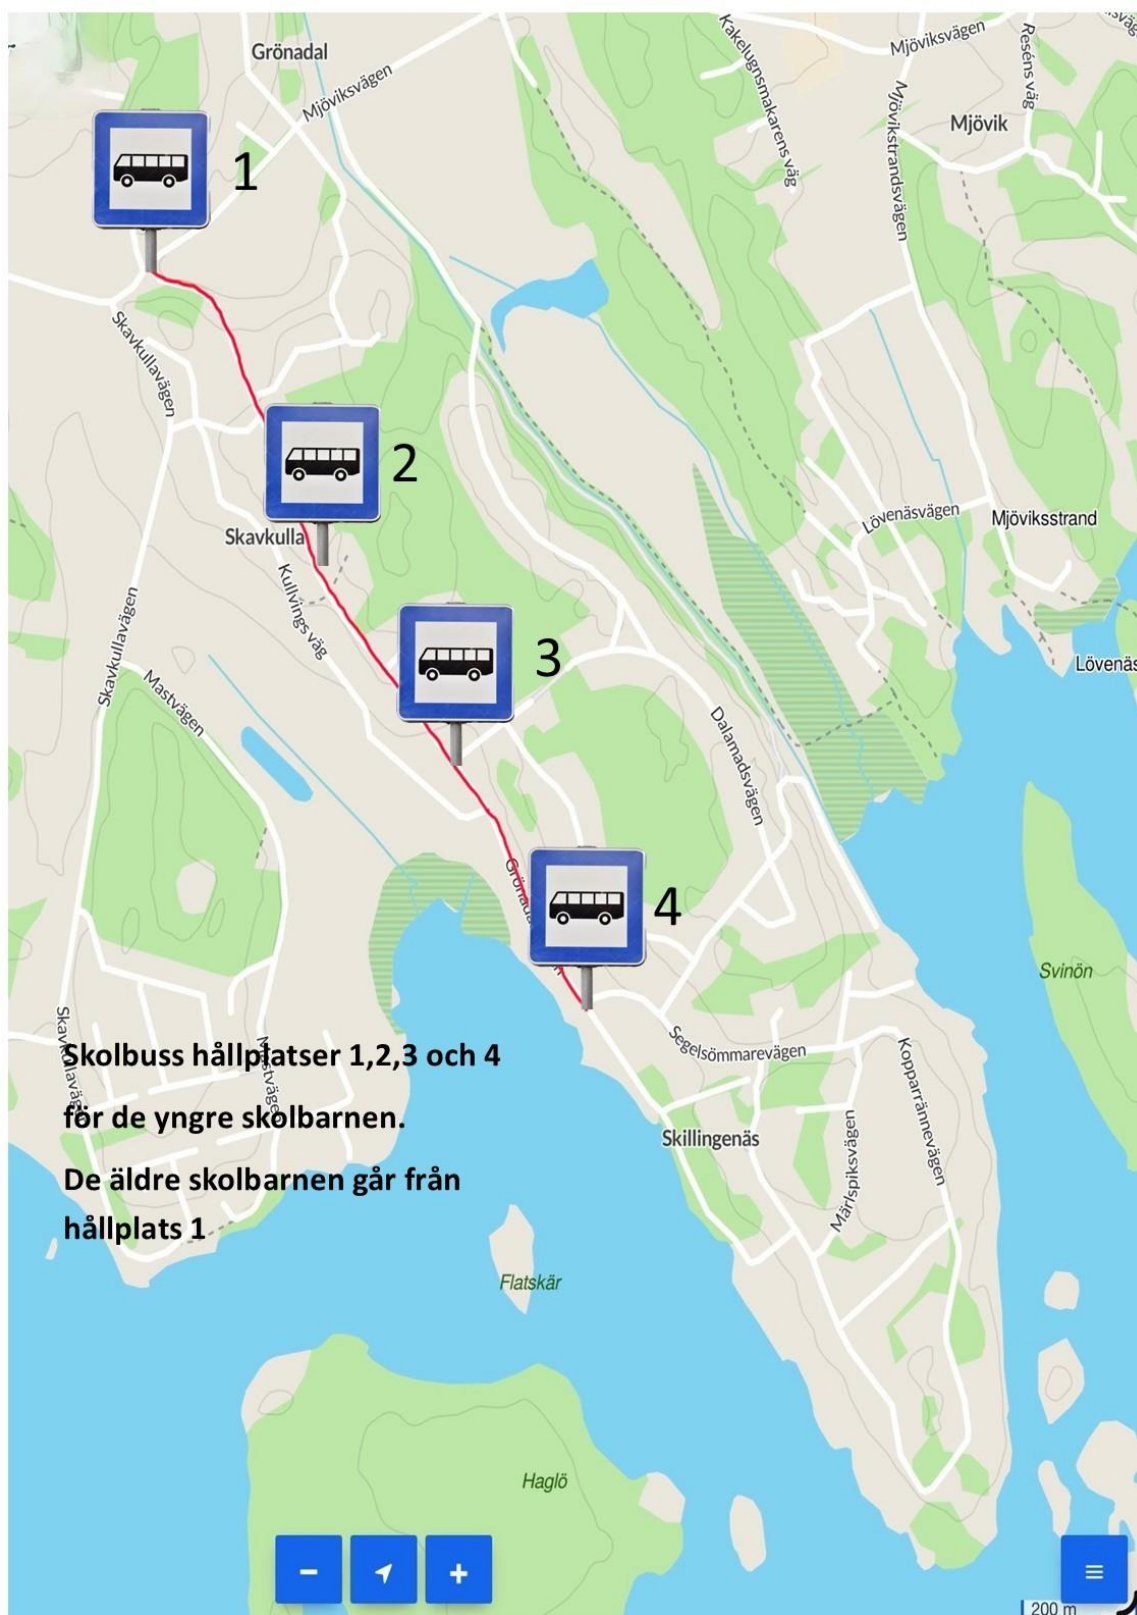 Grönadal
Mjöviksvägen
Kakelugnsmakarens väg
Mjöviksvägen
Reséns väg
Mjövik
Mjövikstrandsvägen
1
Skavkullavägen
2
Skavkulla
Kullvings väg
Lövenäsvägen
Mjöviksstrand
Skavkullavägen
Mastvägen
3
Lövenäs
Dalamadsvägen
4
Svinön
Skolbuss hållplatser 1,2,3 och 4
för de yngre skolbarnen.
De äldre skolbarnen går från
hållplats 1
Skavkullavägen
Mastvägen
Segelsömmarevägen
Kopparrännevägen
Skillingenäs
Märlspiksvägen
Flatskär
Haglö
− +
200 m